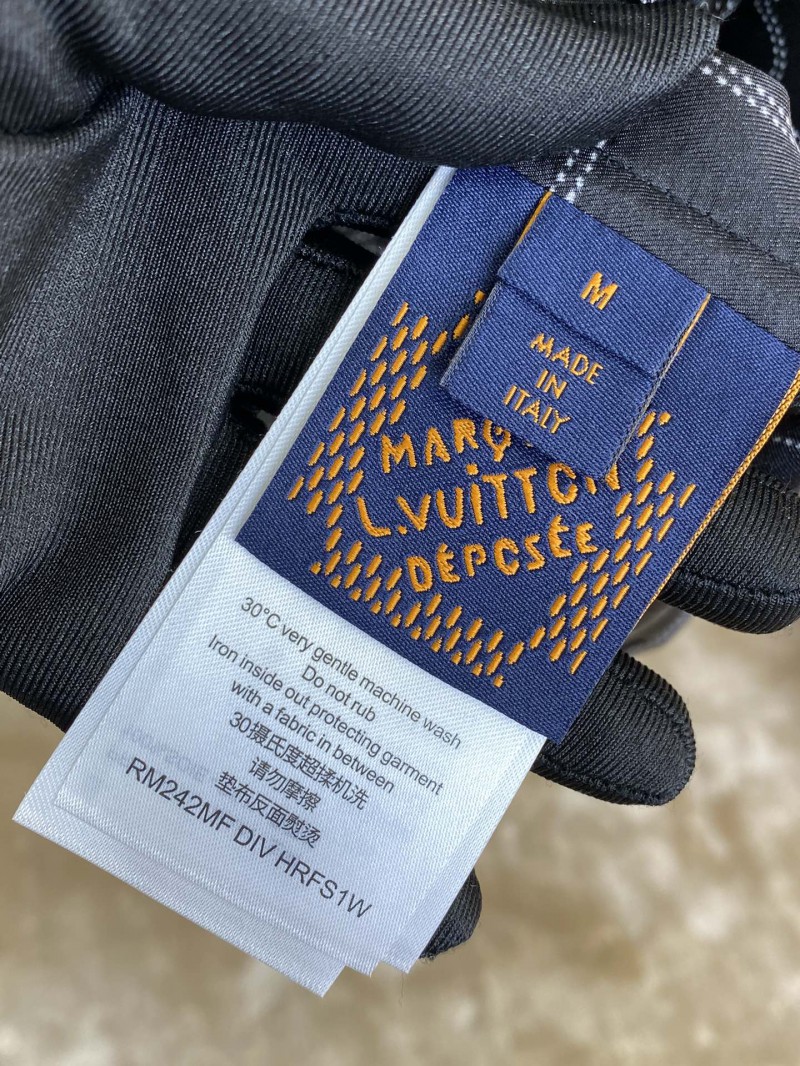 M
MADE
IN
ITALY
MARQ
L.VUiTTON
DÉPOSÉE
30°C very gentle machine wash
Do not rub
Iron inside out protecting garment
with a fabric in between
30摄氏度超揉机洗
请勿摩擦
垫布反面熨烫
RM242MF DIV HRFS1W